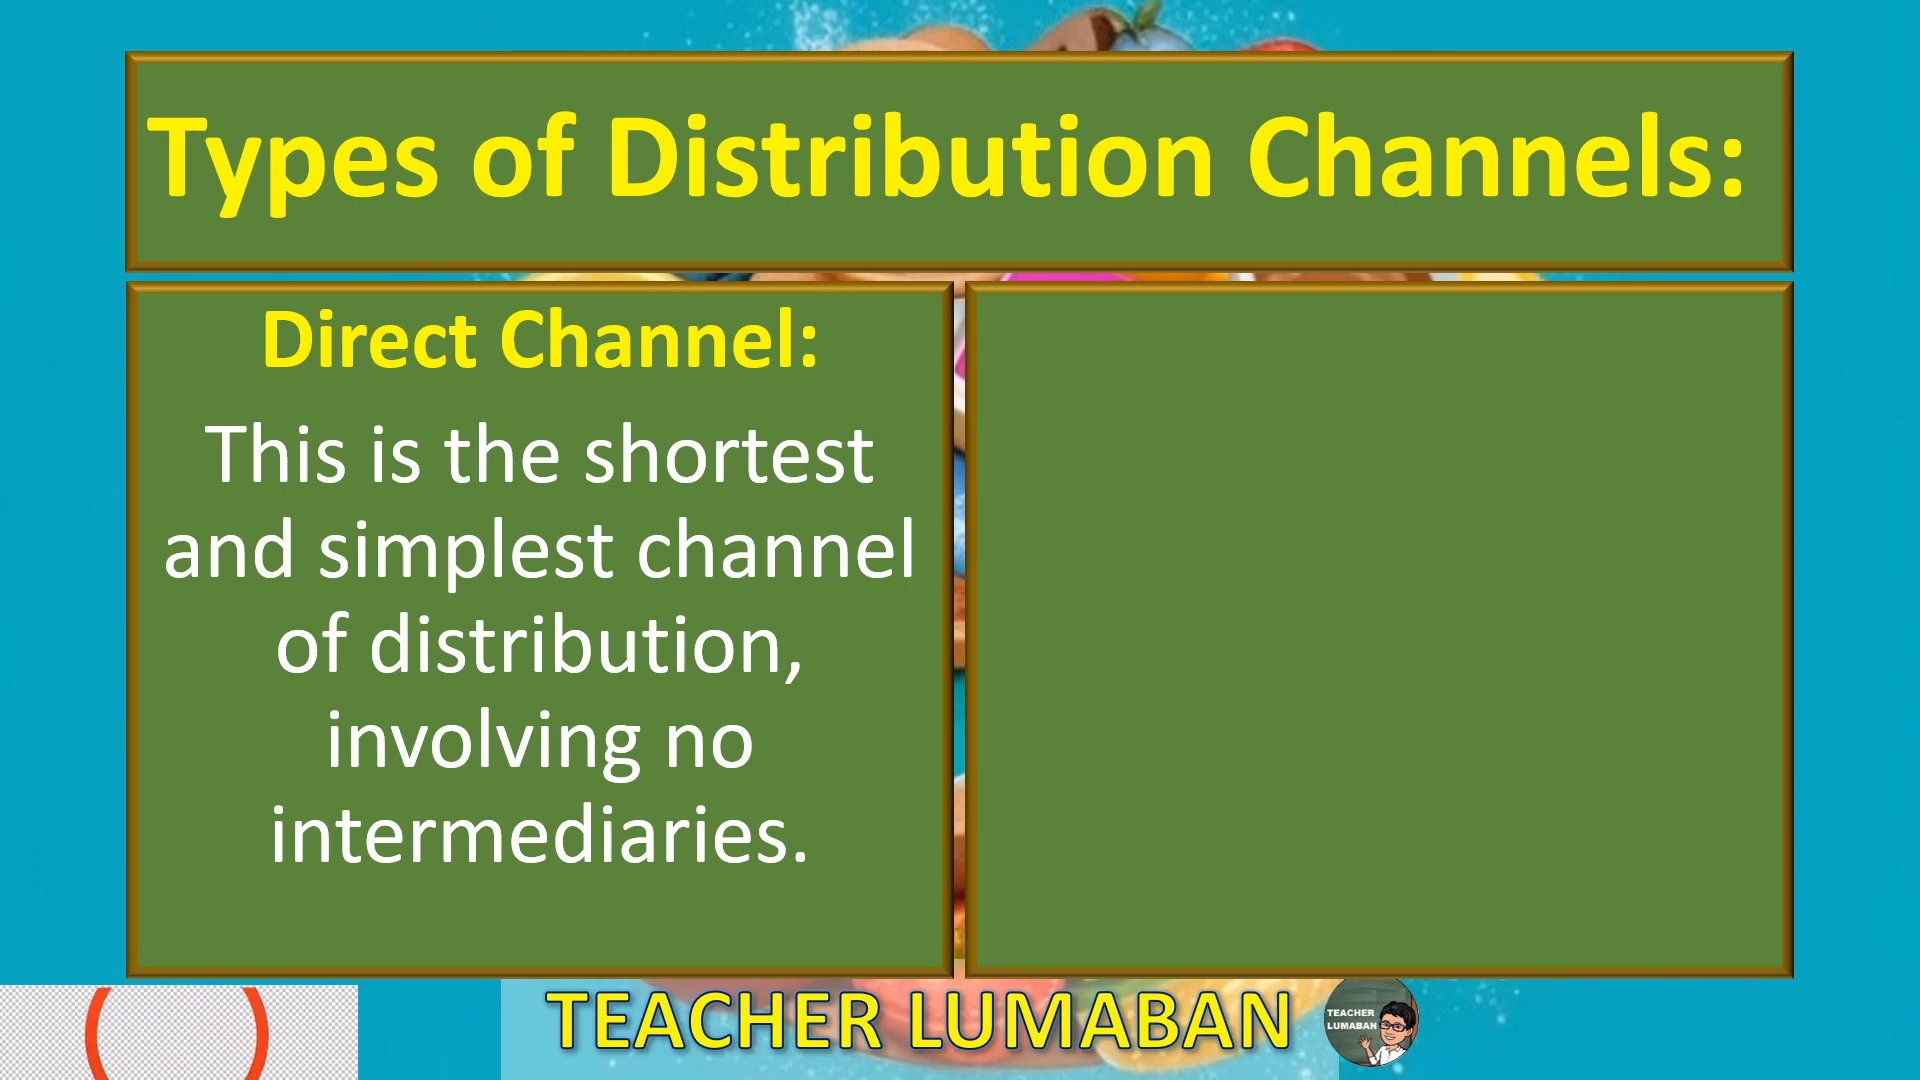 Types of Distribution Channels:
Direct Channel:
This is the shortest
and simplest channel
of distribution,
involving no
intermediaries.
TEACHER LUMABAN
TEACHER
LUMABAN